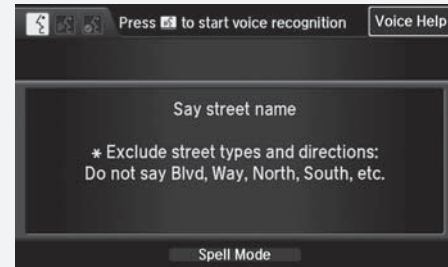 Press to start voice recognition
Voice Help
Say street name
* Exclude street types and directions:
Do not say Blvd, Way, North, South, etc.
Spell Mode